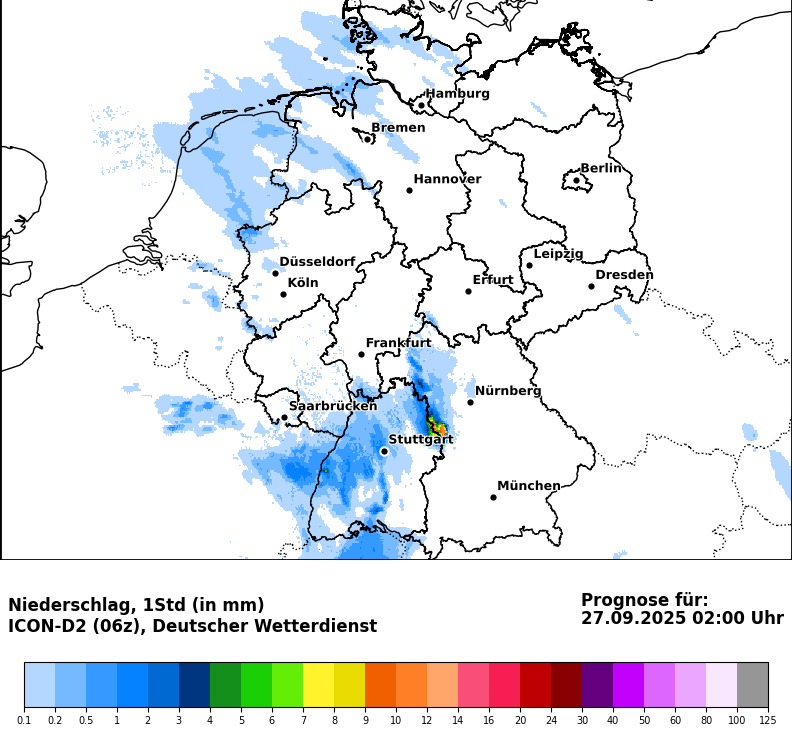 Hamburg
Bremen
Berlin
Hannover
Leipzig
Düsseldorf
Dresden
Köln
Erfurt
Frankfurt
Nürnberg
Saarbrücken
Stuttgart
München
Niederschlag, 1Std (in mm)
ICON-D2 (06z), Deutscher Wetterdienst
Prognose für:
27.09.2025 02:00 Uhr
0.1 0.2 0.5 1 2 3 4 5 6 7 8 9 10 12 14 16 20 24 30 40 50 60 80 100 125